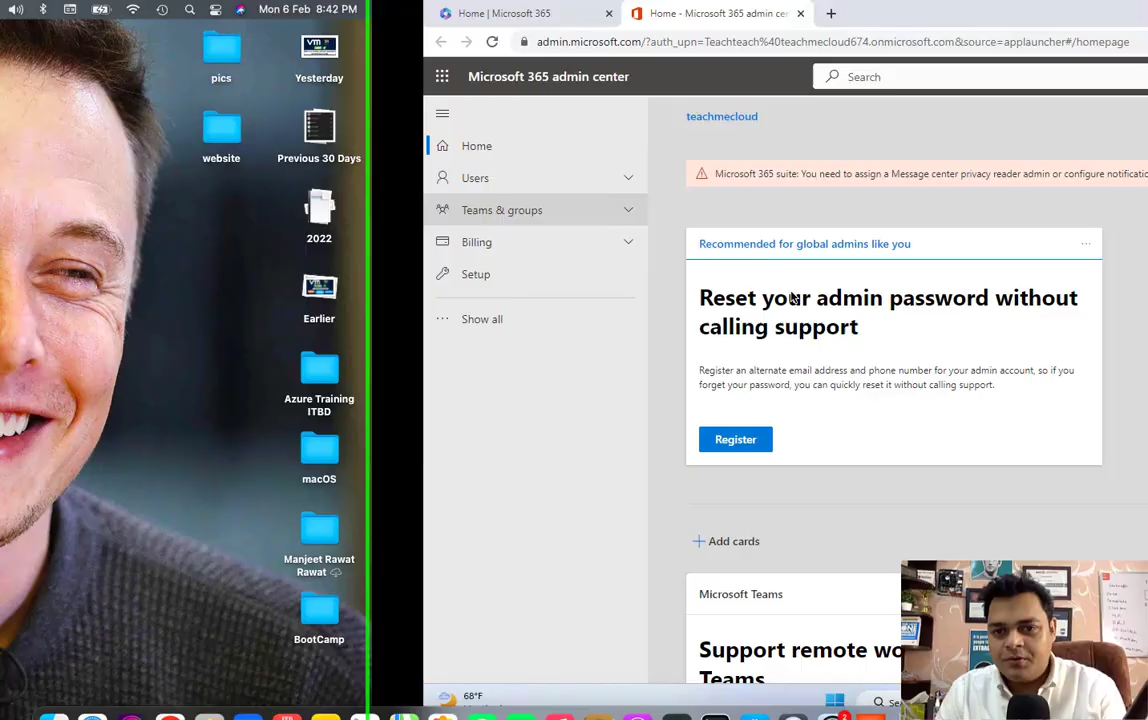 Mon 6 Feb 8:42 PM
pics
Yesterday
website
Previous 30 Days
2022
Earlier
Azure Training
ITBD
macOS
Manjeet Rawat
Rawat
BootCamp
Home | Microsoft 365
Home - Microsoft 365 admin cen
admin.microsoft.com/?auth_upn=Teachteach%40teachmecloud674.onmicrosoft.com&source=applauncher#/homepage
Microsoft 365 admin center
Search
teachmecloud
Home
Users
Teams & groups
Billing
Setup
Show all
Microsoft 365 suite: You need to assign a Message center privacy reader admin or configure notificatio
Recommended for global admins like you
Reset your admin password without
calling support
Register an alternate email address and phone number for your admin account, so if you
forget your password, you can quickly reset it without calling support.
Register
Add cards
Microsoft Teams
Support remote wo
Teams
68°F